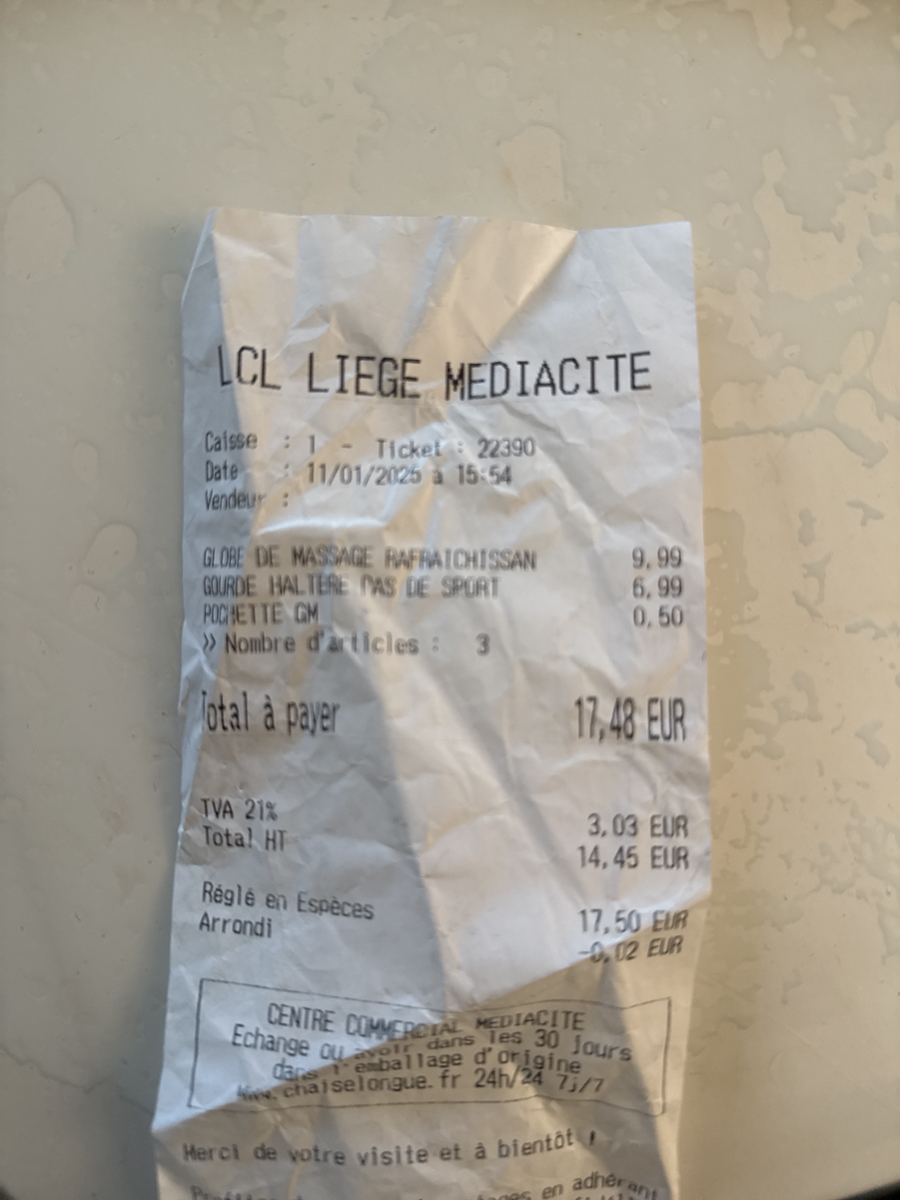 LCL LIEGE MEDIACITE
Caisse : 1 - Ticket : 22390
Date : 11/01/2025 à 15:54
Vendeur :
GLOBE DE MASSAGE RAFRAICHISSAN 9,99
GOURDE HALTERE PAS DE SPORT 6,99
POCHETTE GM 0,50
» Nombre d'articles : 3
Total à payer 17,48 EUR
TVA 21% 3,03 EUR
Total HT 14,45 EUR
Réglé en Espèces 17,50 EUR
Arrondi -0,02 EUR
CENTRE COMMERCIAL MEDIACITE
Echange ou avoir dans les 30 jours
dans l'emballage d'origine
www.chaiselongue.fr 24h/24 7j/7
Merci de votre visite et à bientôt !
en adhérant